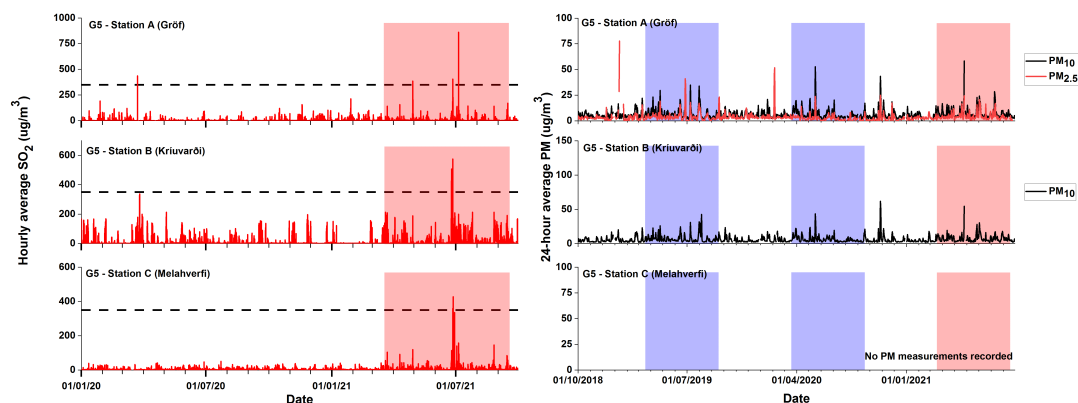 Hourly average SO2 (ug/m3)
G5 - Station A (Gröf)
1000
750
500
250
0
G5 - Station B (Kriuvarði)
600
400
200
0
G5 - Station C (Melahverfi)
600
400
200
0
01/01/20 01/07/20 01/01/21 01/07/21
Date
24-hour average PM (ug/m3)
G5 - Station A (Gröf)
100
75
50
25
0
PM10
PM2.5
G5 - Station B (Kriuvarði)
150
100
50
0
PM10
G5 - Station C (Melahverfi)
100
75
50
25
0
No PM measurements recorded
01/10/2018 01/07/2019 01/04/2020 01/01/2021
Date